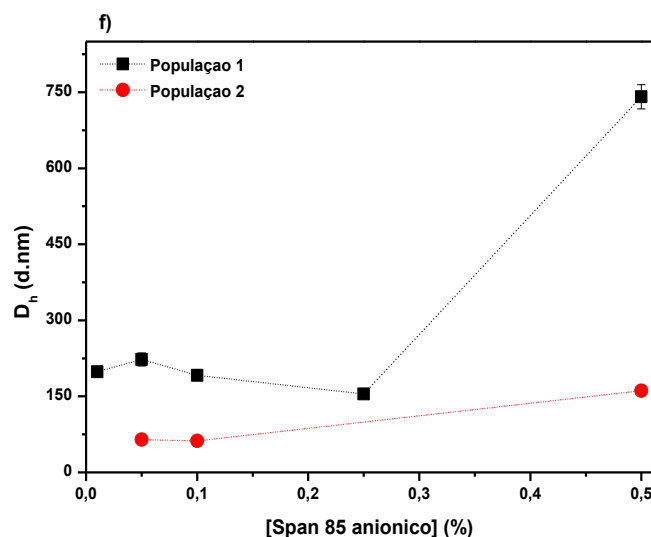 f)
Populaçao 1
Populaçao 2
750
600
450
300
150
0
D_h (d.nm)
0,0
0,1
0,2
0,3
0,4
0,5
[Span 85 anionico] (%)